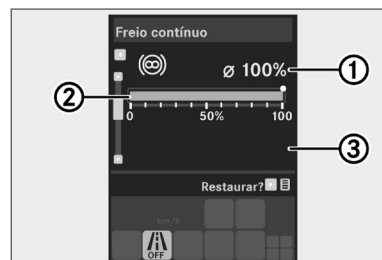 Freio contínuo
ø 100%
1
2
0 50% 100
3
Restaurar?
km/h
OFF